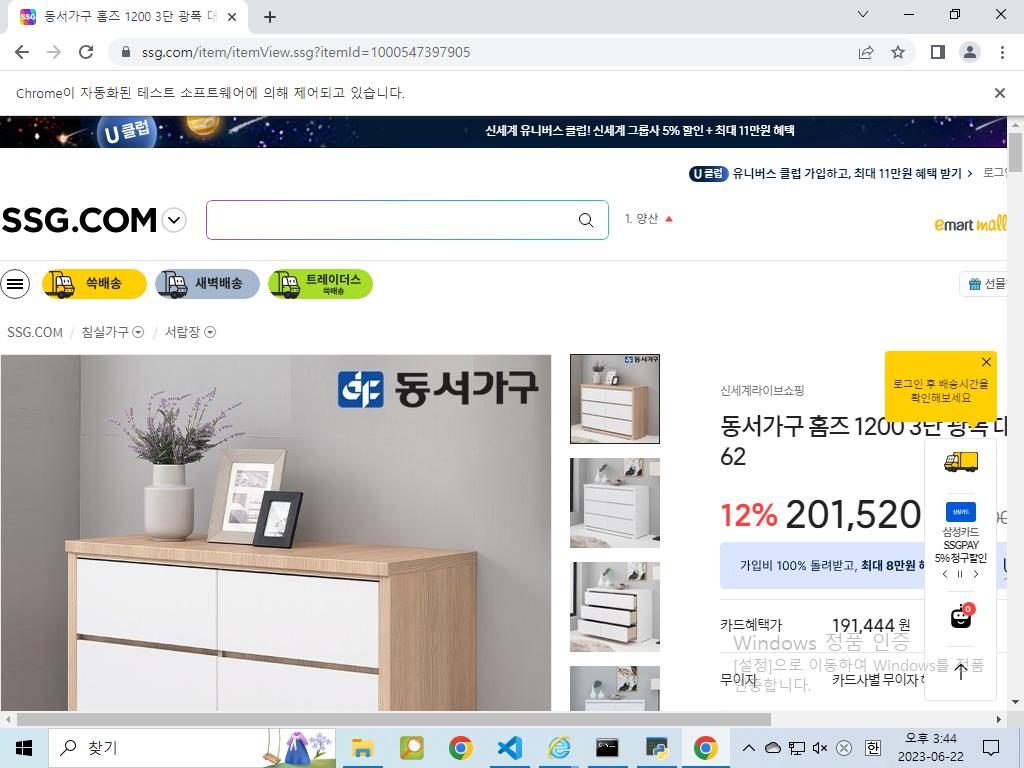 동서가구 홈즈 1200 3단 광폭 대
ssg.com/item/itemView.ssg?itemId=1000547397905
Chrome이 자동화된 테스트 소프트웨어에 의해 제어되고 있습니다.
U 클럽
신세계 유니버스 클럽! 신세계 그룹사 5% 할인 + 최대 11만원 혜택
U 클럽 유니버스 클럽 가입하고, 최대 11만원 혜택 받기
로그인
SSG.COM
1. 양산
emart mall
쓱배송
새벽배송
트레이더스
쓱배송
선물
SSG.COM / 침실가구 / 서랍장
동서가구
동서가구
신세계라이브쇼핑
로그인 후 배송시간을
확인해보세요
동서가구 홈즈 1200 3단 광폭 대
62
12% 201,520
삼성카드
삼성카드
SSGPAY
5% 청구할인
가입비 100% 돌려받고, 최대 8만원 혜
카드혜택가 191,444 원
0
Windows 정품 인증
[설정]으로 이동하여 Windows를 정품
인증합니다.
무이자 카드사별 무이자
찾기
한
오후 3:44
2023-06-22